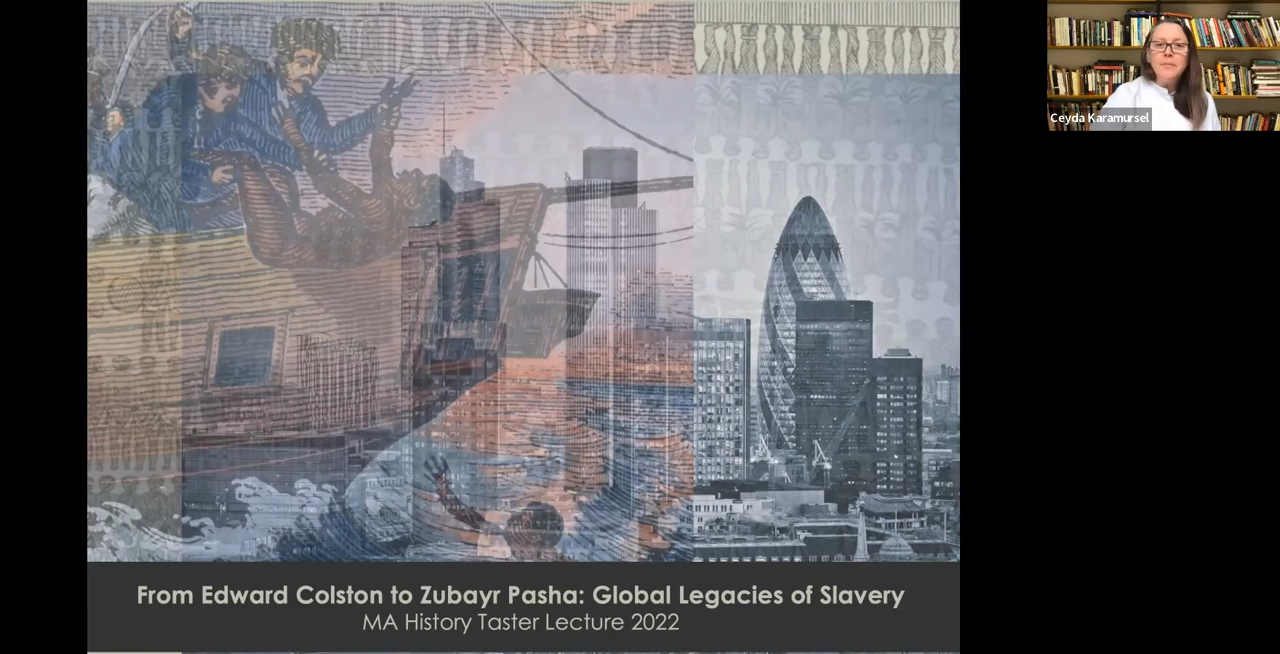 Ceyda Karamursel
From Edward Colston to Zubayr Pasha: Global Legacies of Slavery
MA History Taster Lecture 2022